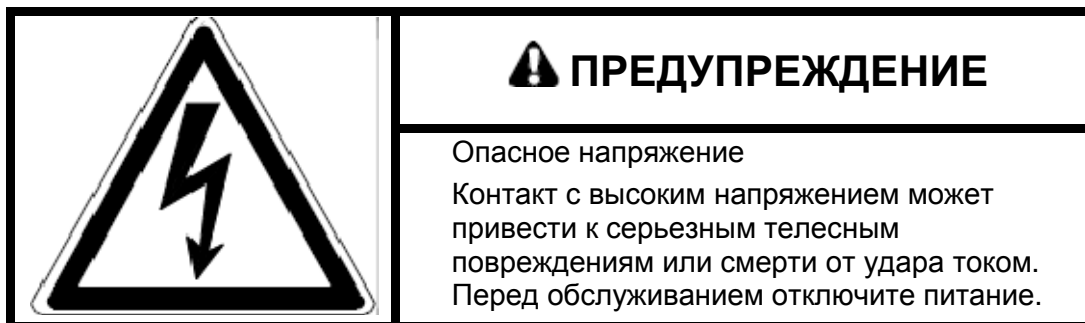 ПРЕДУПРЕЖДЕНИЕ
Опасное напряжение
Контакт с высоким напряжением может
привести к серьезным телесным
повреждениям или смерти от удара током.
Перед обслуживанием отключите питание.